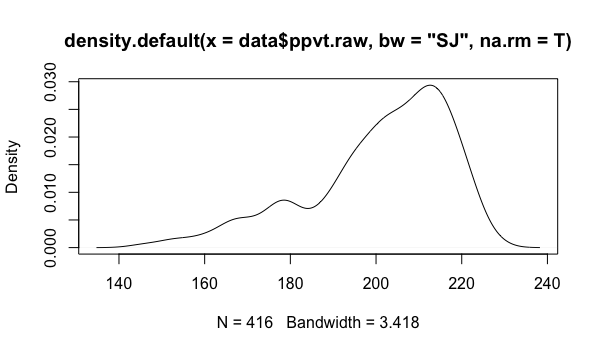 density.default(x = data$ppvt.raw, bw = "SJ", na.rm = T)
Density
0.030
0.020
0.010
0.000
140 160 180 200 220 240
N = 416 Bandwidth = 3.418